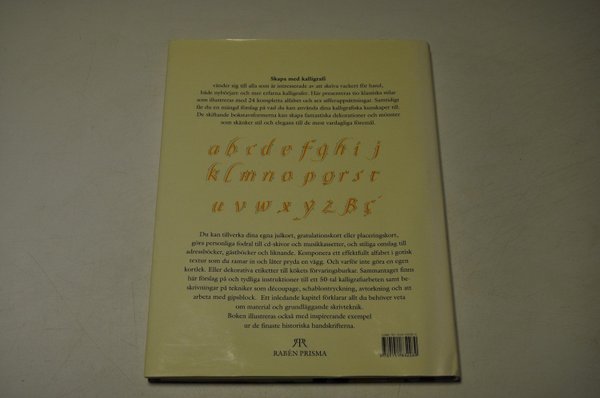 Skapa med kalligrafi
vänder sig till alla som är intresserade av att skriva vackert för hand,
både nybörjare och mer erfarna kalligrafer. Här presenteras tio klassiska stilar
som illustreras med 24 kompletta alfabet och sex sifferuppsättningar. Samtidigt
får du en mängd förslag på vad du kan använda dina kalligrafiska kunskaper till.
De skiftande bokstavsformerna kan skapa fantastiska dekorationer och mönster
som skänker stil och elegans till de mest vardagliga föremål.
a b c d e f g h i j
k l m n o p q r s t
u v w x y z ß ç
Du kan tillverka dina egna julkort, gratulationskort eller placeringskort,
göra personliga fodral till cd-skivor och musikkassetter, och stiliga omslag till
adressböcker, gästböcker och liknande. Komponera ett effektfullt alfabet i gotisk
textur som du ramar in och låter pryda en vägg. Och varför inte göra en egen
kortlek. Eller dekorativa etiketter till kökets förvaringsburkar. Sammantaget finns
här förslag på och tydliga instruktioner till ett 50-tal kalligrafiarbeten samt be-
skrivningar på tekniker som découpage, schablontryckning, avtorkning och att
arbeta med gipsblock. Ett inledande kapitel förklarar allt du behöver veta
om material och grundläggande skrivteknik.
Boken illustreras också med inspirerande exempel
ur de finaste historiska handskrifterna.
RABÉN PRISMA